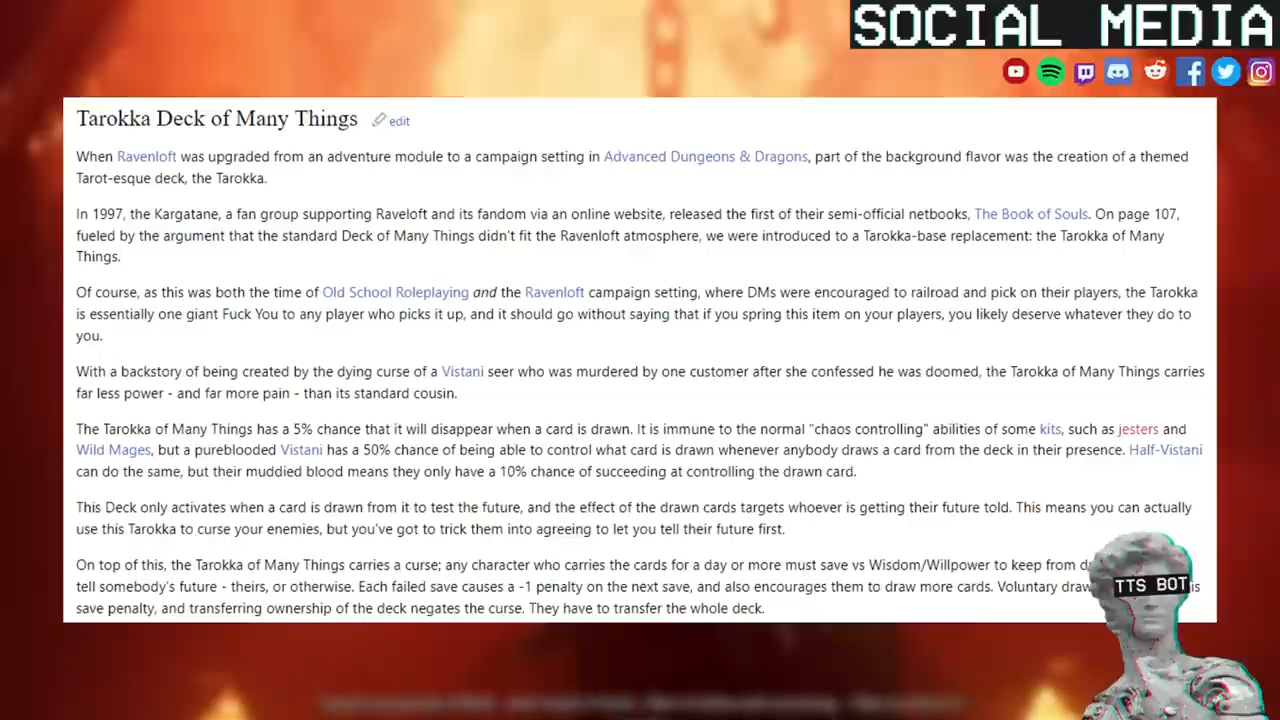 SOCIAL MEDIA
Tarokka Deck of Many Things edit
When Ravenloft was upgraded from an adventure module to a campaign setting in Advanced Dungeons & Dragons, part of the background flavor was the creation of a themed
Tarot-esque deck, the Tarokka.
In 1997, the Kargatane, a fan group supporting Raveloft and its fandom via an online website, released the first of their semi-official netbooks, The Book of Souls. On page 107,
fueled by the argument that the standard Deck of Many Things didn't fit the Ravenloft atmosphere, we were introduced to a Tarokka-base replacement: the Tarokka of Many
Things.
Of course, as this was both the time of Old School Roleplaying and the Ravenloft campaign setting, where DMs were encouraged to railroad and pick on their players, the Tarokka
is essentially one giant Fuck You to any player who picks it up, and it should go without saying that if you spring this item on your players, you likely deserve whatever they do to
you.
With a backstory of being created by the dying curse of a Vistani seer who was murdered by one customer after she confessed he was doomed, the Tarokka of Many Things carries
far less power - and far more pain - than its standard cousin.
The Tarokka of Many Things has a 5% chance that it will disappear when a card is drawn. It is immune to the normal "chaos controlling" abilities of some kits, such as jesters and
Wild Mages, but a pureblooded Vistani has a 50% chance of being able to control what card is drawn whenever anybody draws a card from the deck in their presence. Half-Vistani
can do the same, but their muddied blood means they only have a 10% chance of succeeding at controlling the drawn card.
This Deck only activates when a card is drawn from it to test the future, and the effect of the drawn cards targets whoever is getting their future told. This means you can actually
use this Tarokka to curse your enemies, but you've got to trick them into agreeing to let you tell their future first.
On top of this, the Tarokka of Many Things carries a curse; any character who carries the cards for a day or more must save vs Wisdom/Willpower to keep from
tell somebody's future - theirs, or otherwise. Each failed save causes a -1 penalty on the next save, and also encourages them to draw more cards. Voluntary
save penalty, and transferring ownership of the deck negates the curse. They have to transfer the whole deck.
TTS BOT